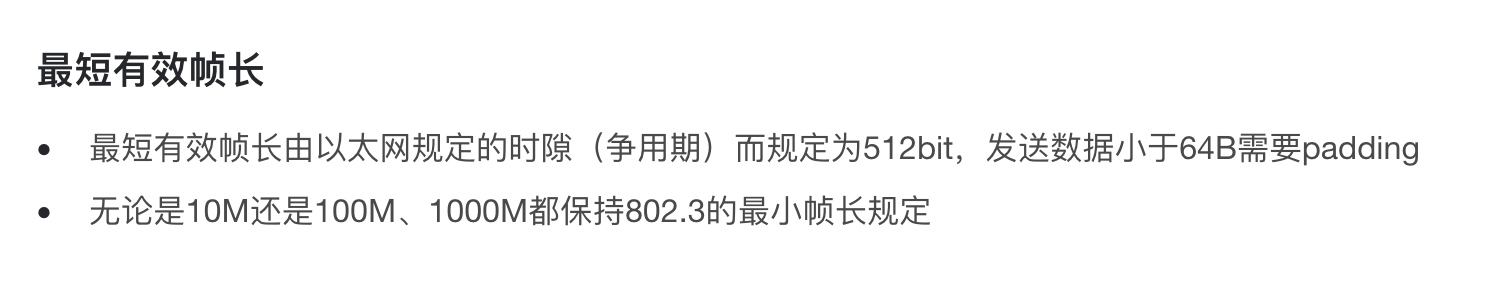 最短有效帧长
• 最短有效帧长由以太网规定的时隙（争用期）而规定为512bit，发送数据小于64B需要padding
• 无论是10M还是100M、1000M都保持802.3的最小帧长规定